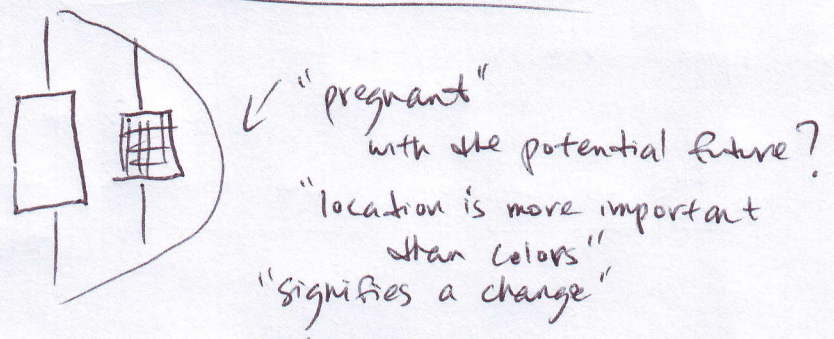 "pregnant"
with the potential future?
"location is more important
than colors"
"signifies a change"